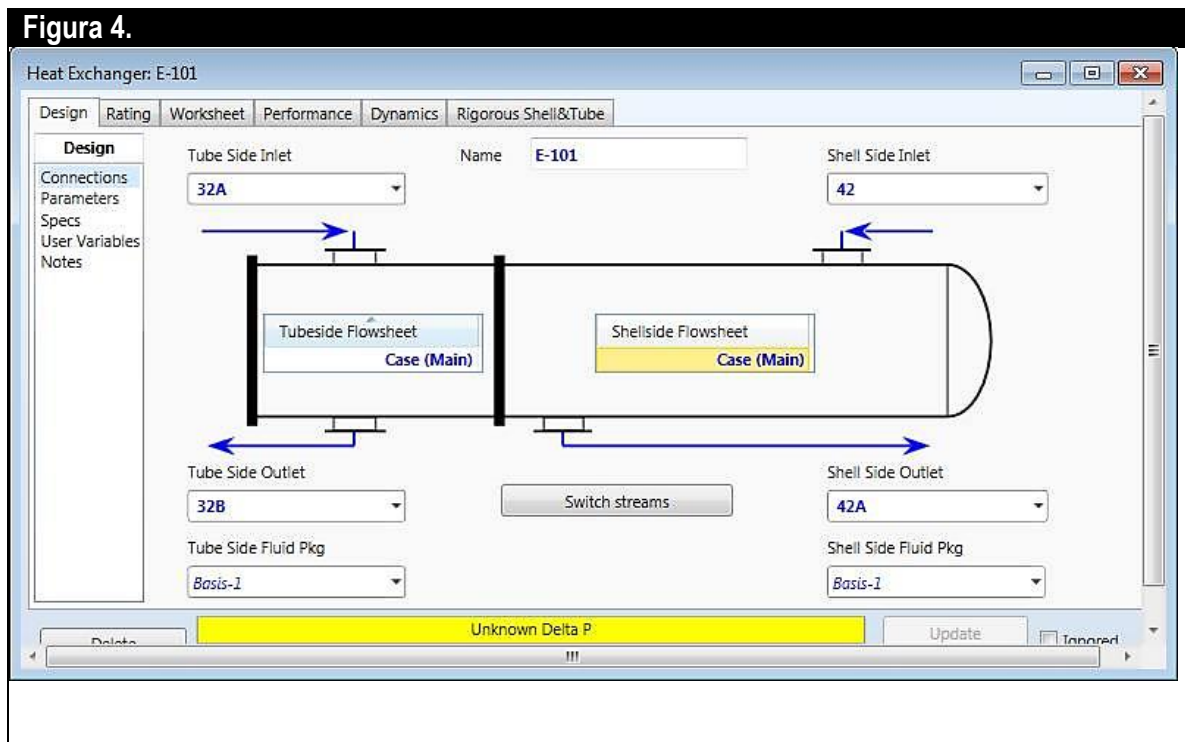 Figura 4.
Heat Exchanger: E-101
Design Rating Worksheet Performance Dynamics Rigorous Shell&Tube
Design
Connections
Parameters
Specs
User Variables
Notes
Tube Side Inlet
32A
Name E-101
Shell Side Inlet
42
Tubeside Flowsheet
Case (Main)
Shellside Flowsheet
Case (Main)
Tube Side Outlet
32B
Switch streams
Shell Side Outlet
42A
Tube Side Fluid Pkg
Basis-1
Shell Side Fluid Pkg
Basis-1
Delete
Unknown Delta P
Update
Ignored